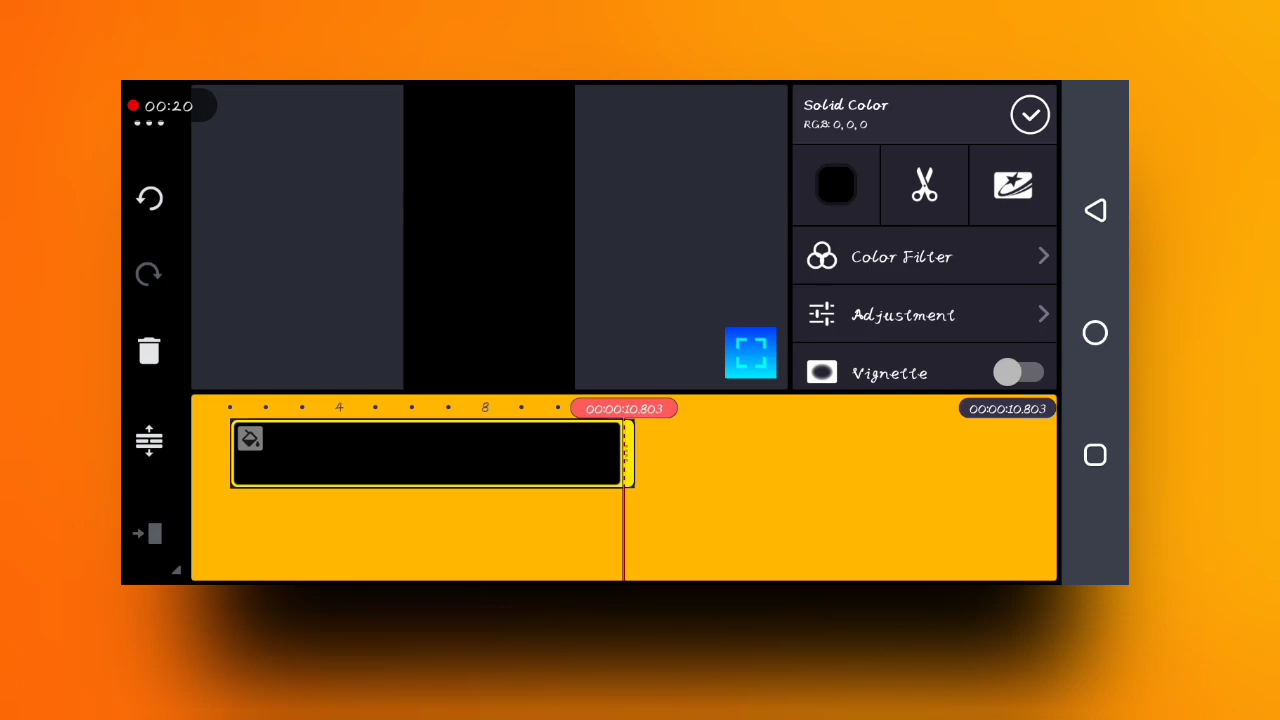 00:20
Solid Color
RGB: 0, 0, 0
Color Filter
Adjustment
Vignette
4
8
00:00:10.803
00:00:10.803